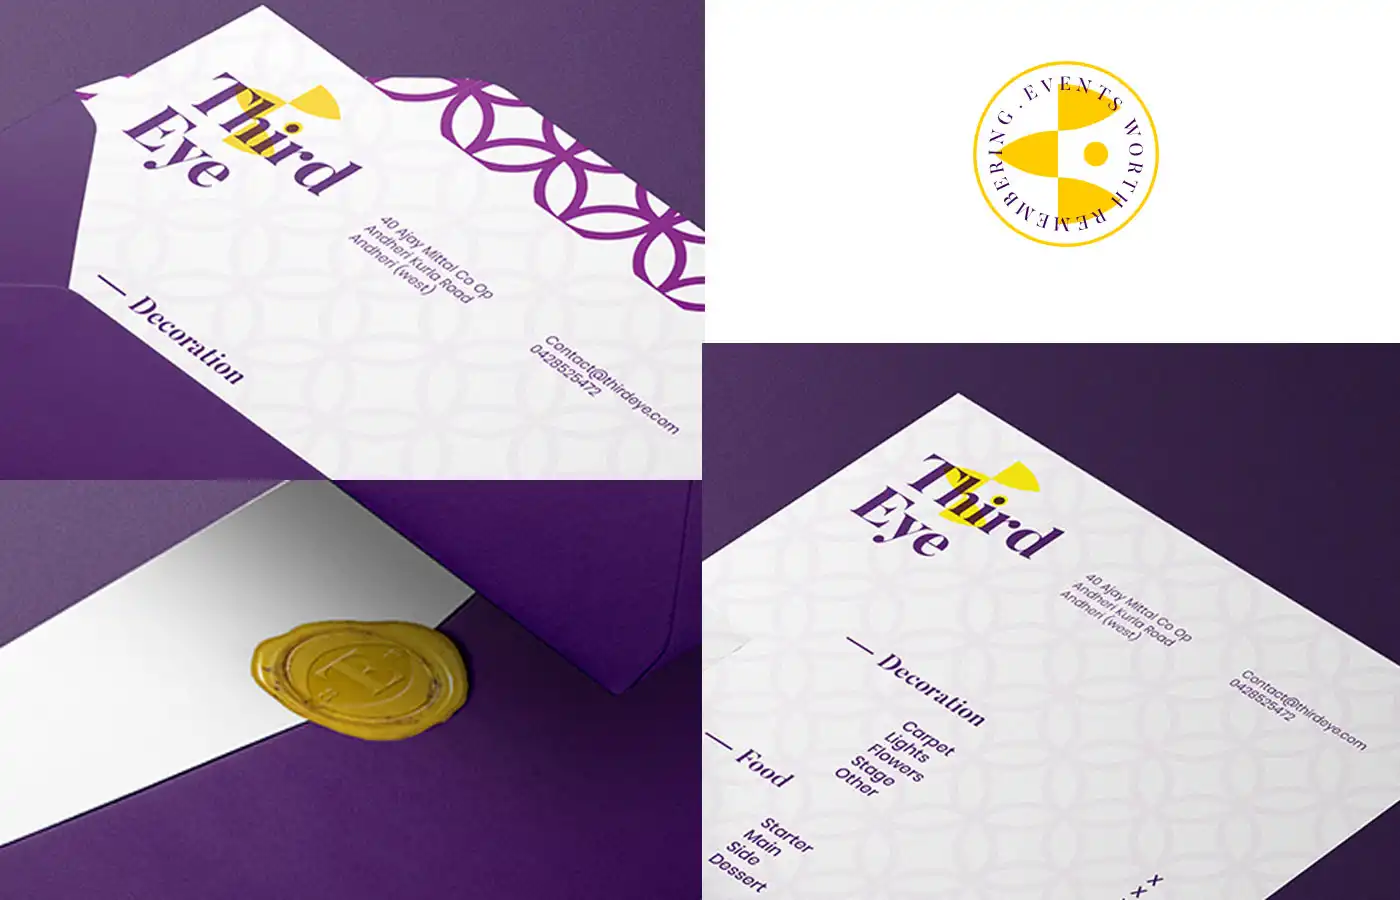 Third
Eye
40 Ajay Mittal Co Op
Andheri Kurla Road
Andheri (west)
Contact@thirdeye.com
0428525472
— Decoration
EVENTS WORTH REMEMBERING ·
TE
Third
Eye
40 Ajay Mittal Co Op
Andheri Kurla Road
Andheri (west)
Contact@thirdeye.com
0428525472
— Decoration
Carpet
Lights
Flowers
Stage
Other
— Food
Starter
Main
Side
Dessert
x
x